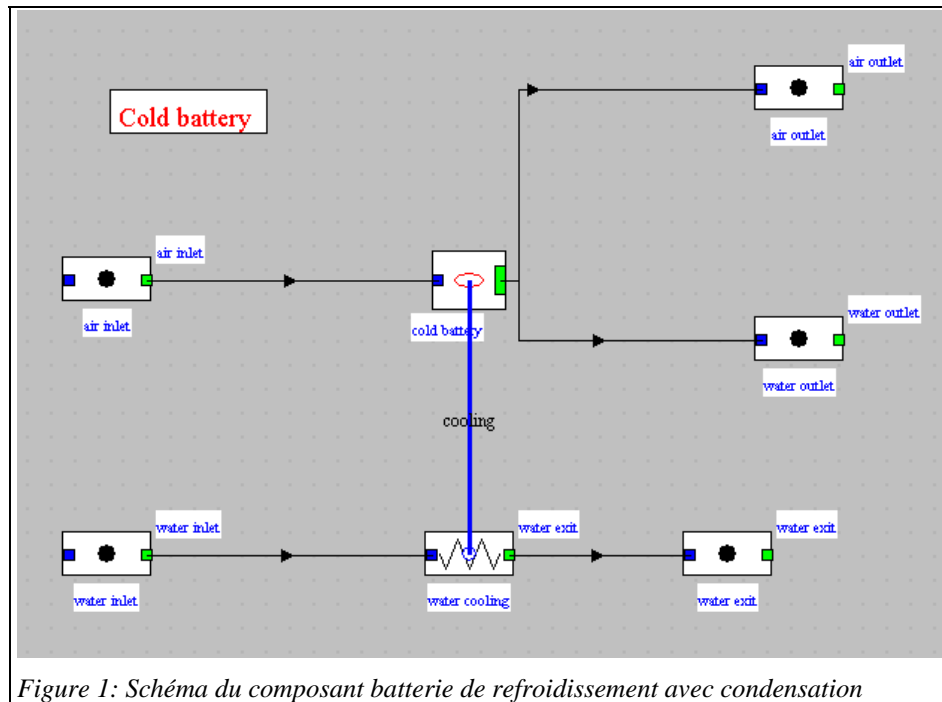 air outlet
Cold battery
air outlet
air inlet
air inlet
cold battery
water outlet
water outlet
cooling
water inlet
water exit
water exit
water inlet
water cooling
water exit
Figure 1: Schéma du composant batterie de refroidissement avec condensation